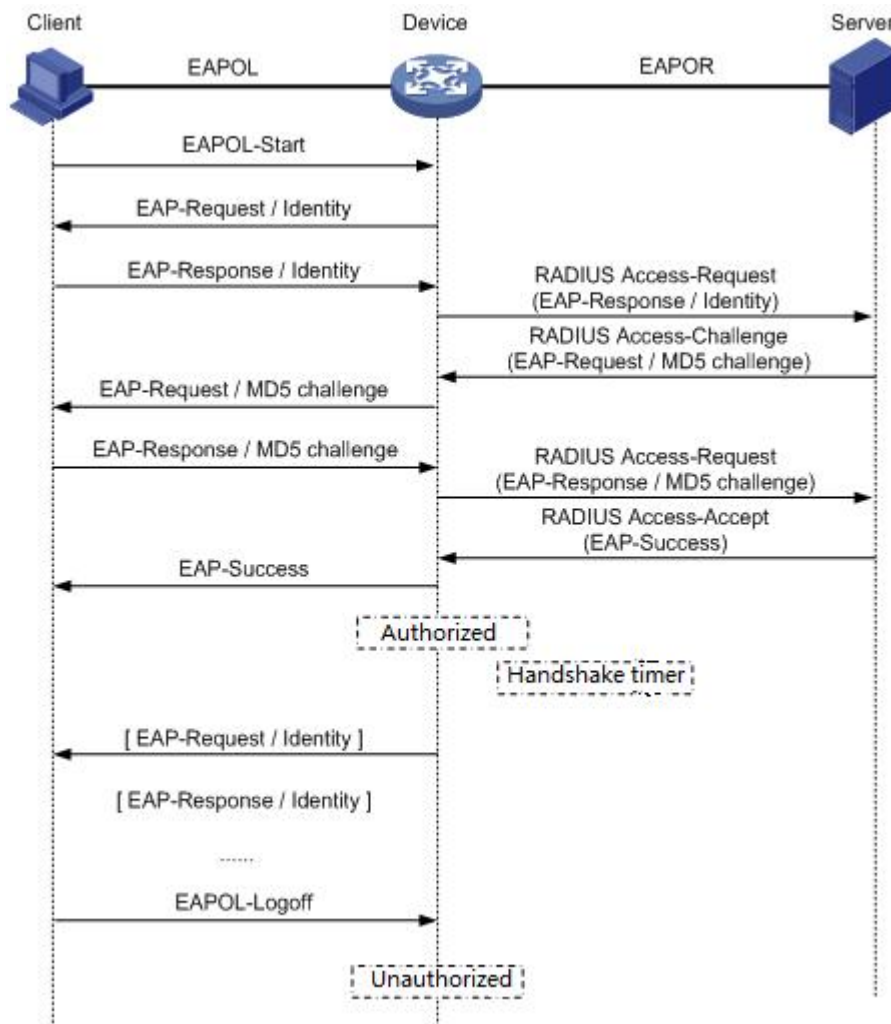 Client
Device
Server
EAPOL
EAPOR
EAPOL-Start
EAP-Request / Identity
EAP-Response / Identity
RADIUS Access-Request
(EAP-Response / Identity)
RADIUS Access-Challenge
(EAP-Request / MD5 challenge)
EAP-Request / MD5 challenge
EAP-Response / MD5 challenge
RADIUS Access-Request
(EAP-Response / MD5 challenge)
RADIUS Access-Accept
(EAP-Success)
EAP-Success
Authorized
Handshake timer
[ EAP-Request / Identity ]
[ EAP-Response / Identity ]
......
EAPOL-Logoff
Unauthorized